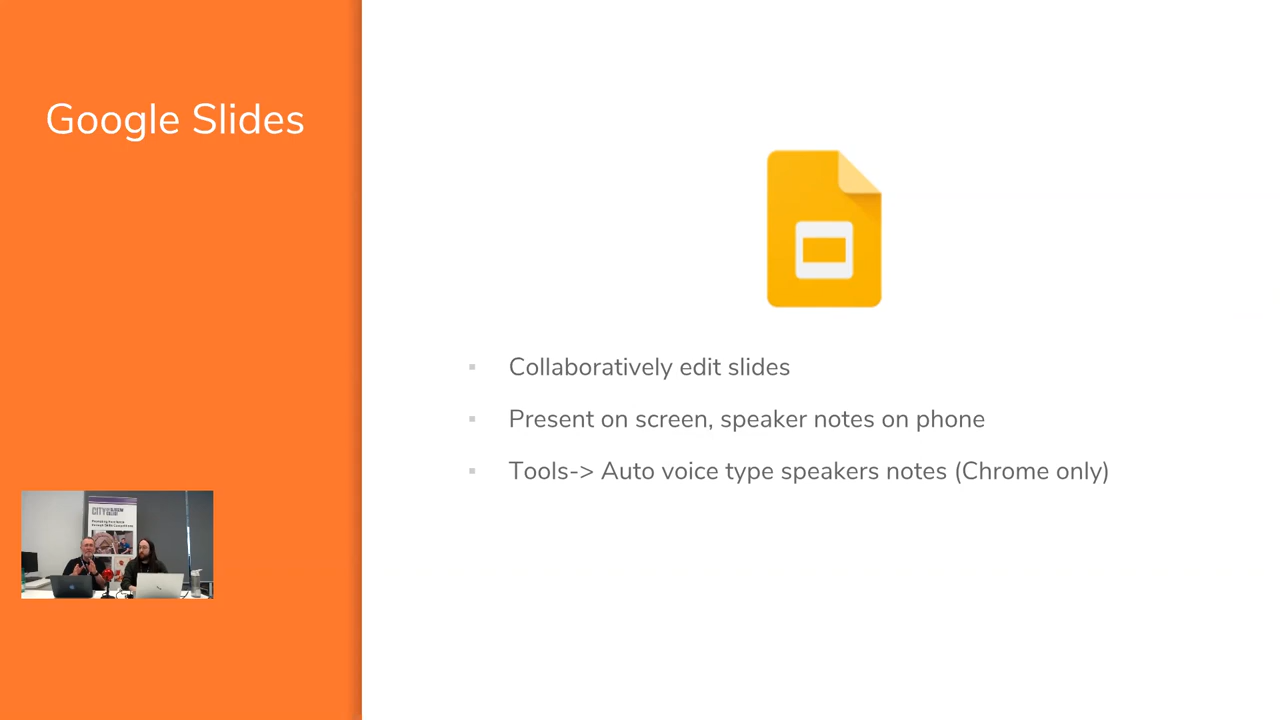 Google Slides
Collaboratively edit slides
Present on screen, speaker notes on phone
Tools-> Auto voice type speakers notes (Chrome only)
CITY